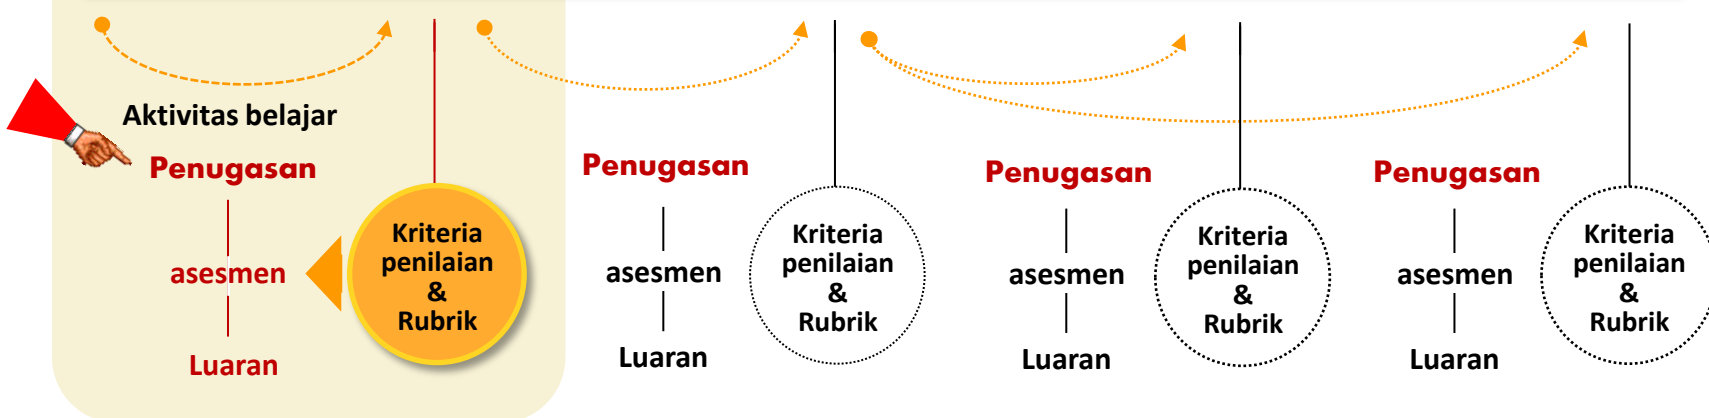 Aktivitas belajar
Penugasan
asesmen
Luaran
Kriteria
penilaian
&
Rubrik
Penugasan
asesmen
Luaran
Kriteria
penilaian
&
Rubrik
Penugasan
asesmen
Luaran
Kriteria
penilaian
&
Rubrik
Penugasan
asesmen
Luaran
Kriteria
penilaian
&
Rubrik